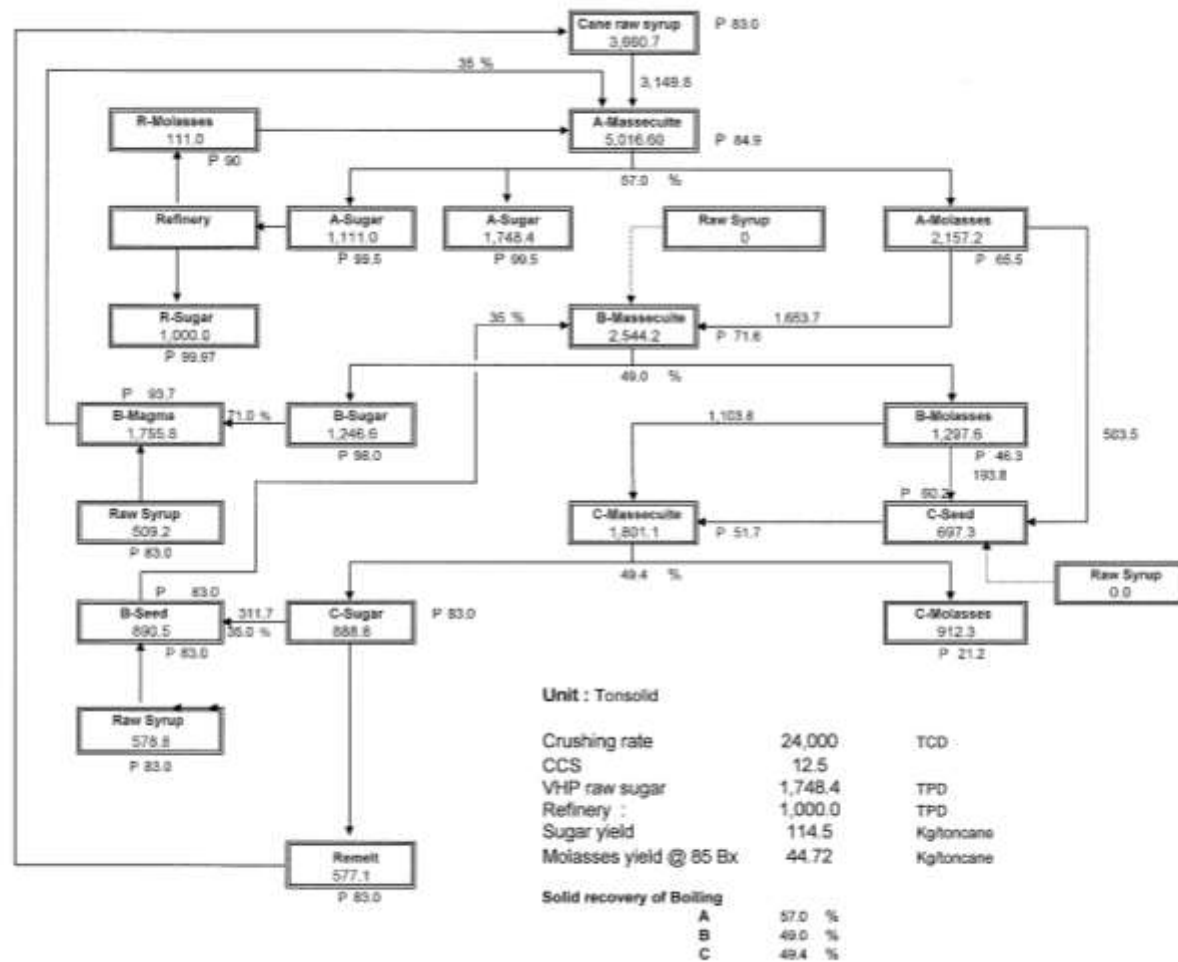 Cane raw syrup P 83.0
3,660.7
35 %
3,149.8
R-Molasses
111.0
P 90
A-Massecuite
5,016.60
P 84.9
57.0 %
Refinery
A-Sugar
1,111.0
P 99.5
A-Sugar
1,748.4
P 99.5
Raw Syrup
0
A-Molasses
2,157.2
P 65.5
R-Sugar
1,000.0
P 99.97
35 %
B-Massecuite
2,544.2
1,653.7
P 71.6
49.0 %
P 93.7
B-Magma
1,755.8
71.0 %
B-Sugar
1,246.6
P 98.0
1,103.8
B-Molasses
1,297.6
P 46.3
193.8
503.5
Raw Syrup
509.2
P 83.0
C-Massecuite
1,801.1
P 51.7
P 60.2
C-Seed
697.3
49.4 %
Raw Syrup
0.0
P 83.0
B-Seed
890.5
P 83.0
311.7
35.0 %
C-Sugar
888.8
P 83.0
C-Molasses
912.3
P 21.2
Raw Syrup
578.8
P 83.0
Unit : Tonsolid
Crushing rate 24,000 TCD
CCS 12.5
VHP raw sugar 1,748.4 TPD
Refinery : 1,000.0 TPD
Sugar yield 114.5 Kg/toncane
Molasses yield @ 85 Bx 44.72 Kg/toncane
Remelt
577.1
P 83.0
Solid recovery of Boiling
A 57.0 %
B 49.0 %
C 49.4 %